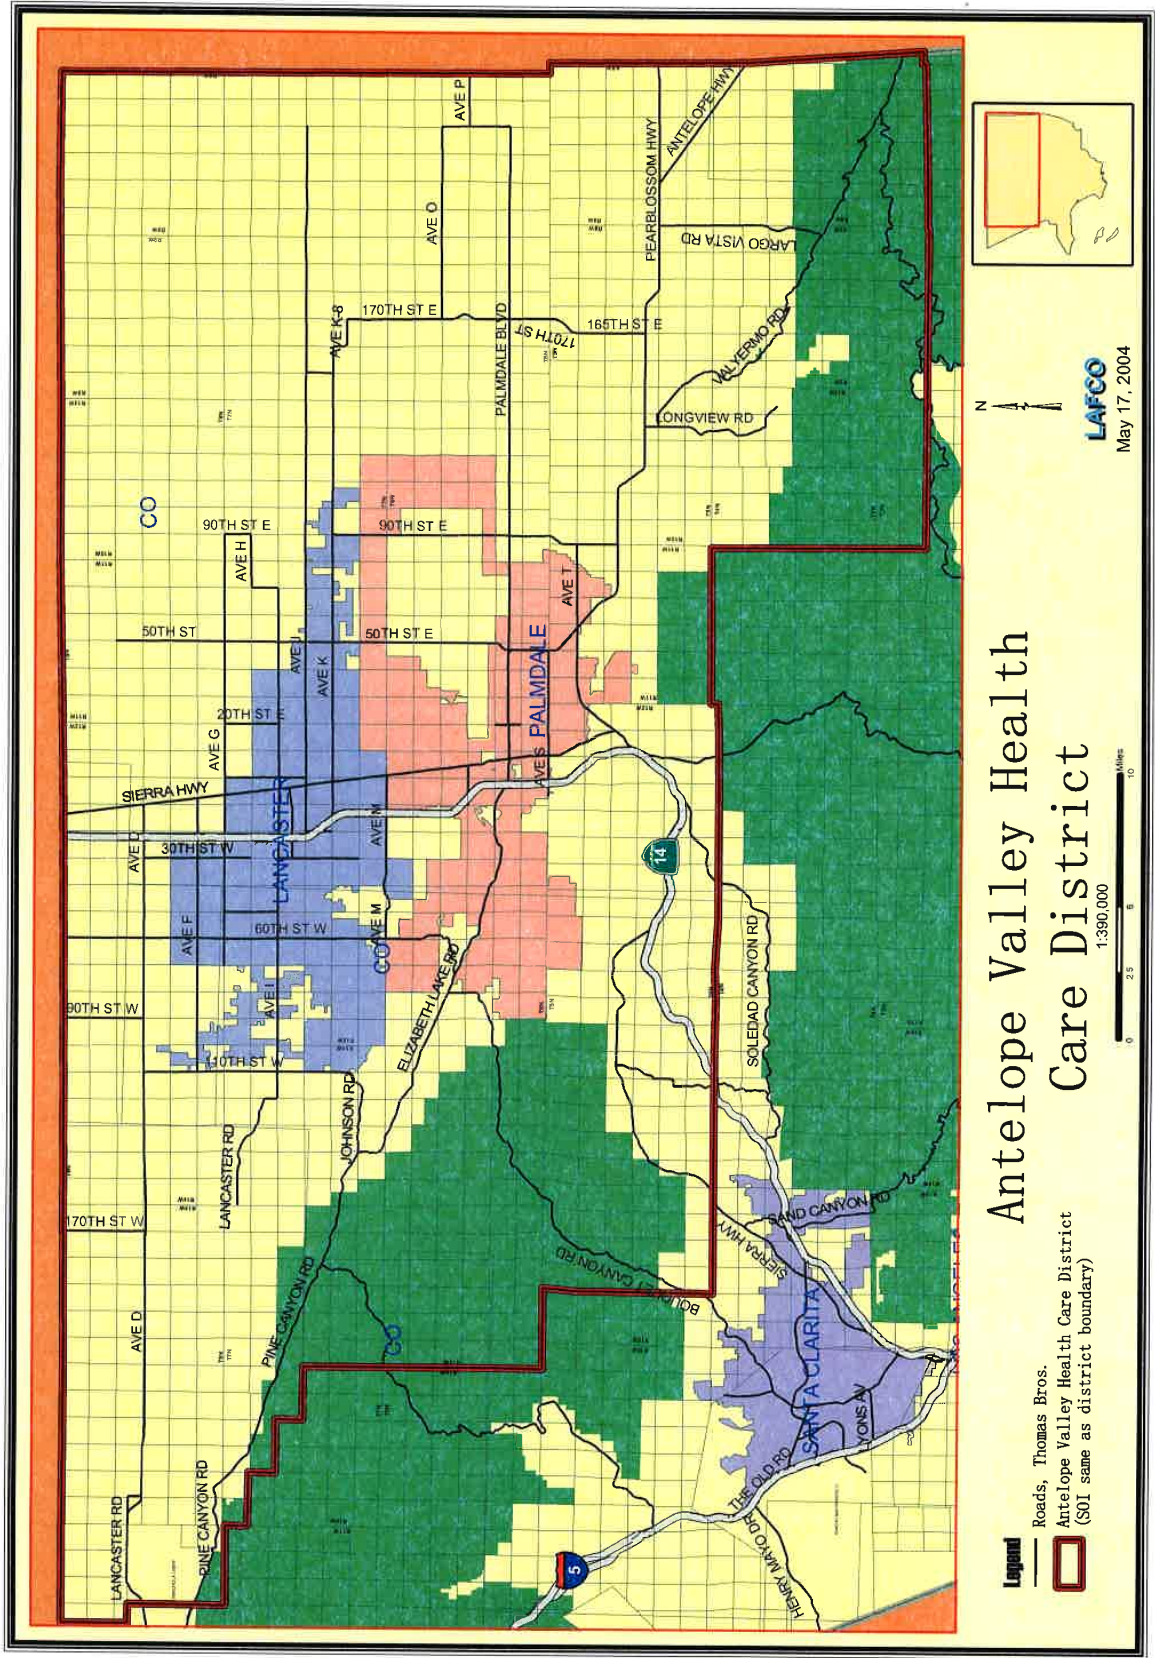 CO
90TH ST E
AVE H
50TH ST
AVE J
AVE K
20TH ST E
AVE G
SIERRA HWY
LANCASTER
AVE D
30TH ST W
AVE M
AVE F
60TH ST W
AVE M
CO
90TH ST W
AVE I
110TH ST W
ELIZABETH LAKE RD
JOHNSON RD
LANCASTER RD
170TH ST W
AVE D
PINE CANYON RD
LANCASTER RD
PINE CANYON RD
CO
BOUQUET CANYON RD
AVE P
AVE O
AVE K-8
170TH ST E
PALMDALE BLVD
170TH ST
165TH ST E
PEARBLOSSOM HWY
ANTELOPE HWY
LARGO VISTA RD
VALYERMO RD
LONGVIEW RD
90TH ST E
50TH ST E
AVE T
PALMDALE
AVE S
14
SOLEDAD CANYON RD
SAND CANYON RD
SIERRA HWY
SANTA CLARITA
LYONS AV
THE OLD RD
HENRY MAYO DR
5
N
LAFCO
May 17, 2004
Antelope Valley Health
Care District
1:390,000
0 2.5 5 10
Miles
Legend
Roads, Thomas Bros.
Antelope Valley Health Care District
(SOI same as district boundary)